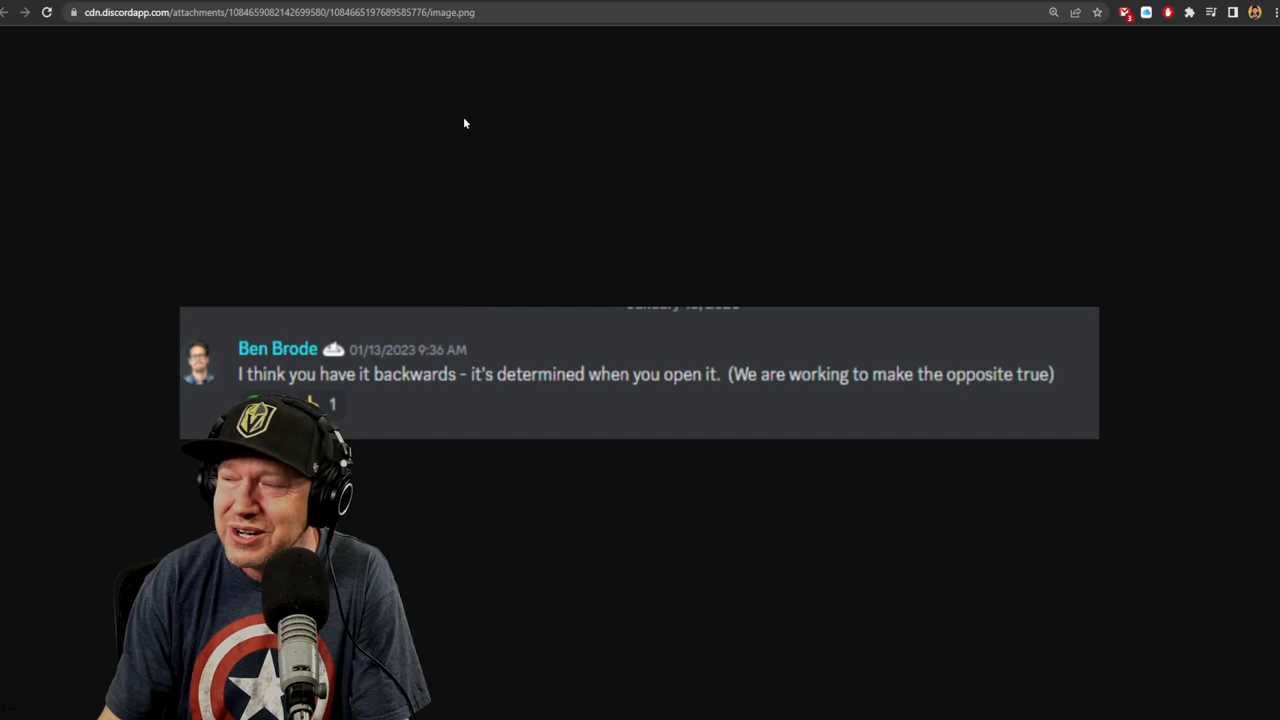 cdn.discordapp.com/attachments/1084659082142699580/1084665197689585776/image.png
3
Ben Brode 01/13/2023 9:36 AM
I think you have it backwards - it's determined when you open it. (We are working to make the opposite true)
1